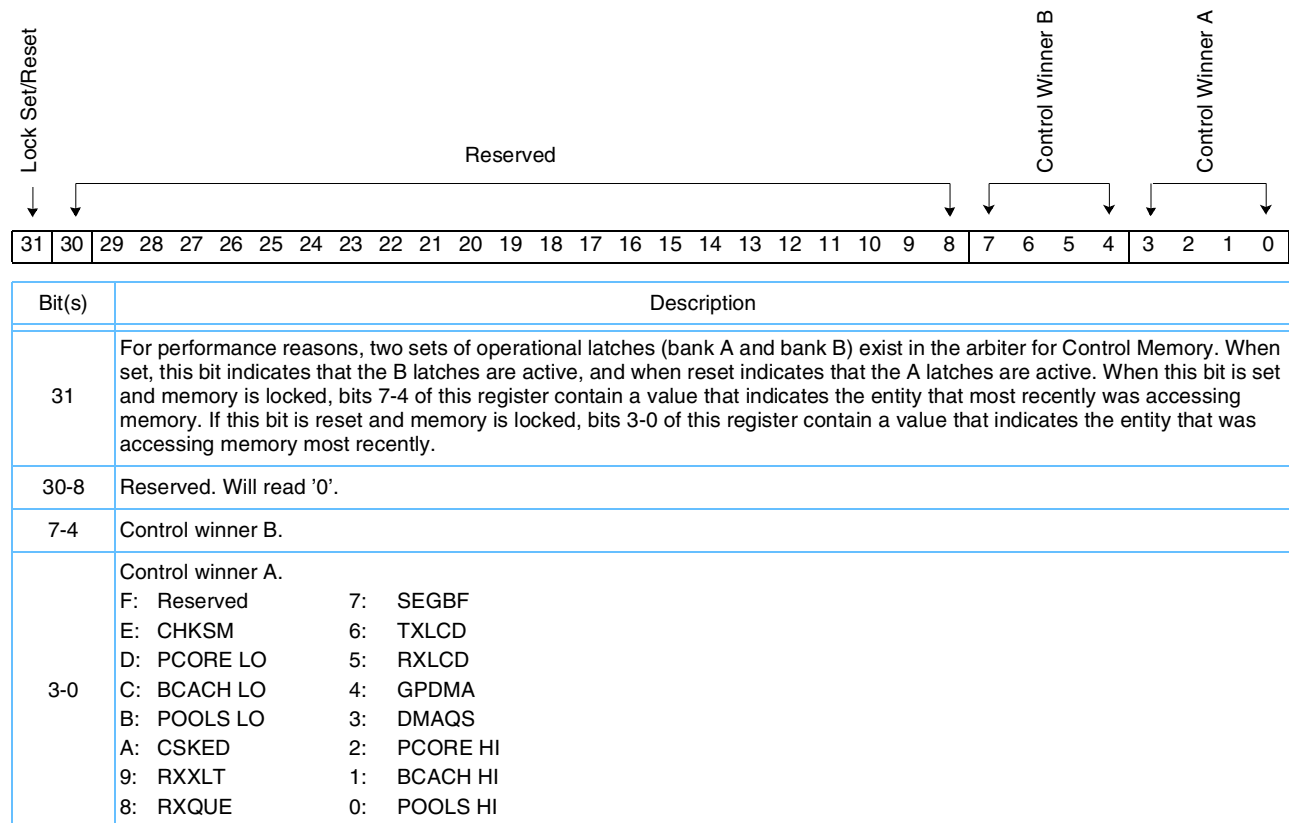 Lock Set/Reset
Reserved
Control Winner B
Control Winner A
31 30 29 28 27 26 25 24 23 22 21 20 19 18 17 16 15 14 13 12 11 10 9 8 7 6 5 4 3 2 1 0
Bit(s) Description
31
For performance reasons, two sets of operational latches (bank A and bank B) exist in the arbiter for Control Memory. When
set, this bit indicates that the B latches are active, and when reset indicates that the A latches are active. When this bit is set
and memory is locked, bits 7-4 of this register contain a value that indicates the entity that most recently was accessing
memory. If this bit is reset and memory is locked, bits 3-0 of this register contain a value that indicates the entity that was
accessing memory most recently.
30-8 Reserved. Will read ’0’.
7-4 Control winner B.
3-0
Control winner A.
F: Reserved 7: SEGBF
E: CHKSM 6: TXLCD
D: PCORE LO 5: RXLCD
C: BCACH LO 4: GPDMA
B: POOLS LO 3: DMAQS
A: CSKED 2: PCORE HI
9: RXXLT 1: BCACH HI
8: RXQUE 0: POOLS HI